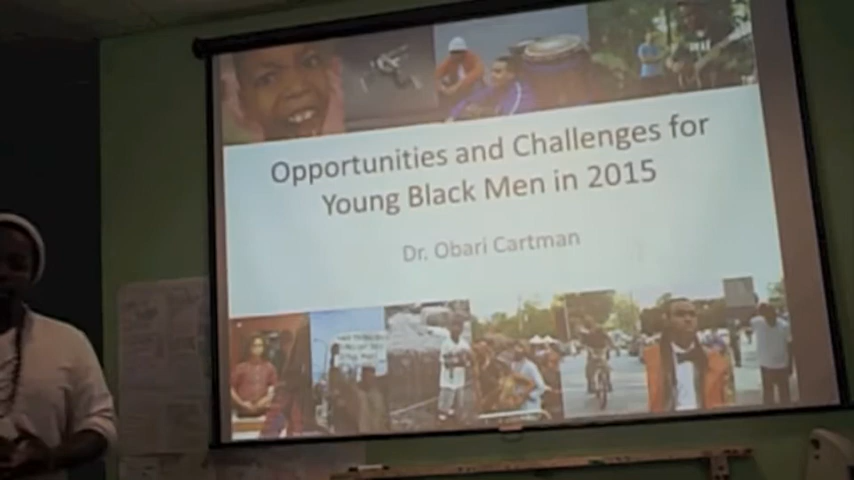 Opportunities and Challenges for
Young Black Men in 2015
Dr. Obari Cartman